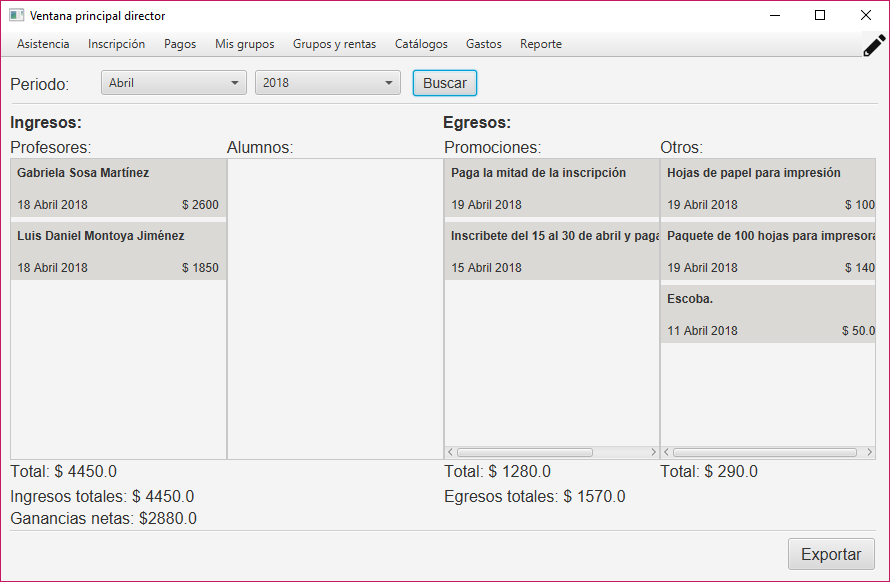 Ventana principal director
Asistencia Inscripción Pagos Mis grupos Grupos y rentas Catálogos Gastos Reporte
Periodo: Abril 2018 Buscar
Ingresos: Egresos:
Profesores: Alumnos: Promociones: Otros:
Gabriela Sosa Martínez Paga la mitad de la inscripción Hojas de papel para impresión
18 Abril 2018 $ 2600 19 Abril 2018 19 Abril 2018 $ 100
Luis Daniel Montoya Jiménez Inscribete del 15 al 30 de abril y paga Paquete de 100 hojas para impresora
18 Abril 2018 $ 1850 15 Abril 2018 19 Abril 2018 $ 140
Escoba.
11 Abril 2018 $ 50.0
Total: $ 4450.0 Total: $ 1280.0 Total: $ 290.0
Ingresos totales: $ 4450.0 Egresos totales: $ 1570.0
Ganancias netas: $2880.0
Exportar